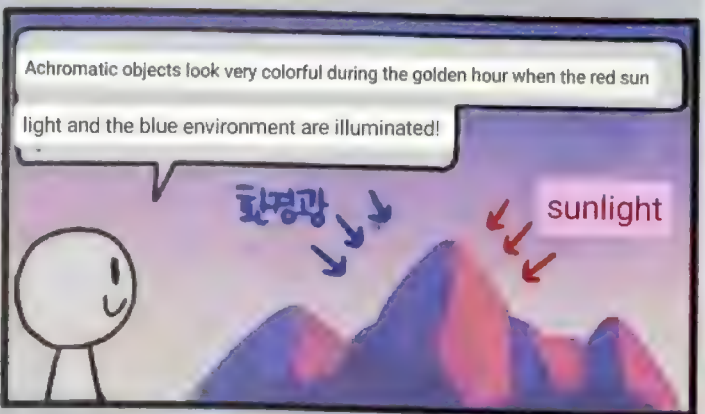 Achromatic objects look very colorful during the golden hour when the red sun
light and the blue environment are illuminated!
환경광
sunlight